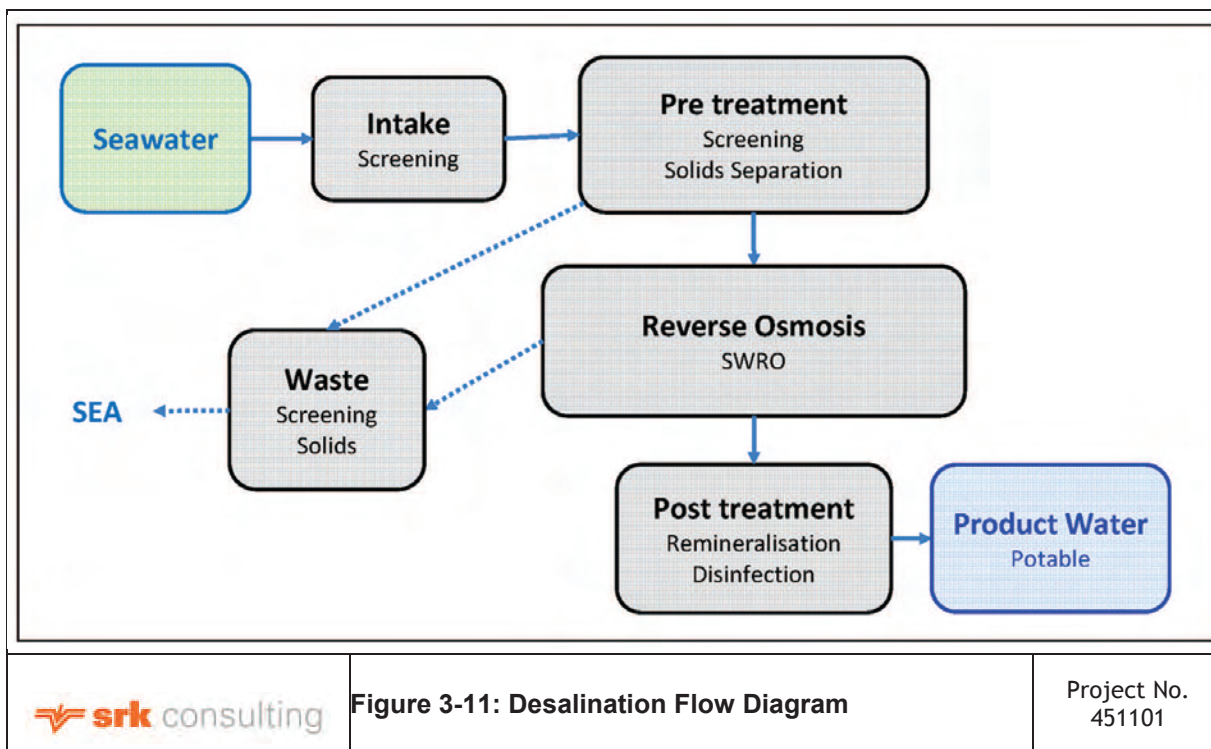 Seawater
Intake
Screening
Pre treatment
Screening
Solids Separation
Reverse Osmosis
SWRO
Waste
Screening
Solids
SEA
Post treatment
Remineralisation
Disinfection
Product Water
Potable
srk consulting
Figure 3-11: Desalination Flow Diagram
Project No.
451101